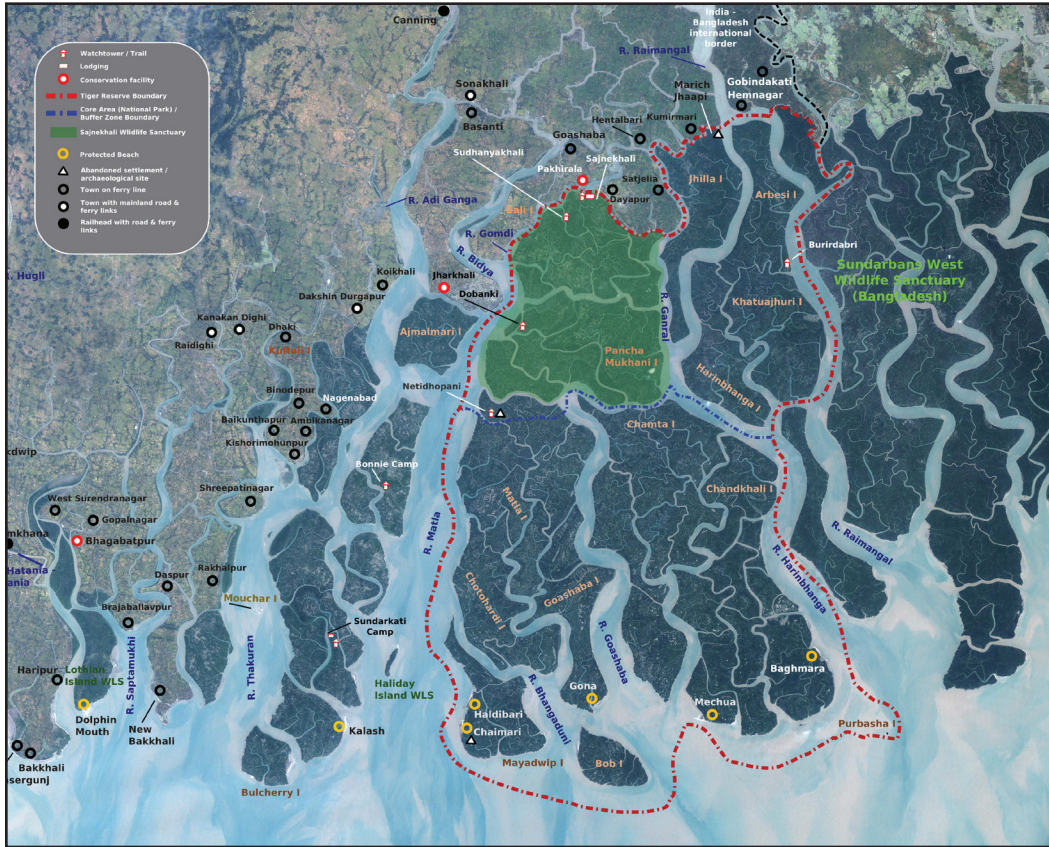 Watchtower / Trail
Lodging
Conservation facility
Tiger Reserve Boundary
Core Area (National Park) /
Buffer Zone Boundary
Sajnekhali Wildlife Sanctuary
Protected Beach
Abandoned settlement /
archaeological site
Town on ferry line
Town with mainland road &
ferry links
Railhead with road & ferry
links
Canning
India -
Bangladesh
international
border
R. Raimangal
Gobindakati
Hemnagar
Marich
Jhaapi
Sonakhali
Basanti
Hentalbari
Kumirmari
Goashaba
Sudhanyakhali
Pakhirala
Sajnekhali
Satjelia
Dayapur
Jhilla I
Arbesi I
R. Adi Ganga
Bali I
R. Gomdi
R. Bidya
R. Hugli
Koikhali
Jharkhali
Dobanki
Burirdabri
Sundarbans West
Wildlife Sanctuary
(Bangladesh)
Dakshin Durgapur
Kanakan Dighi
Raidighi
Dhaki
Kultali I
Ajmalmari I
R. Ganral
Khatuajhuri I
Pancha
Mukhani I
Harinbhanga I
Netidhopani
Binodepur
Nagenabad
Baikunthapur
Ambikanagar
Kishorimohunpur
Chamta I
kdwip
Bonnie Camp
Shreepatinagar
West Surendranagar
Gopalnagar
Bhagabatpur
mkhana
Hatania -
ania
Matla I
Chandkhali I
R. Matla
R. Raimangal
R. Harinbhanga
Daspur
Rakhalpur
Mouchar I
Brajaballavpur
Chotohardi I
Goashaba I
Sundarkati
Camp
R. Goashaba
Baghmara
Haripur
Lothian
Island WLS
R. Saptamukhi
R. Thakuran
Haliday
Island WLS
R. Bhangaduni
Gona
Mechua
Haldibari
Chaimari
Purbasha I
Dolphin
Mouth
New
Bakkhali
Kalash
Bakkhali
sergunj
Mayadwip I
Bob I
Bulcherry I